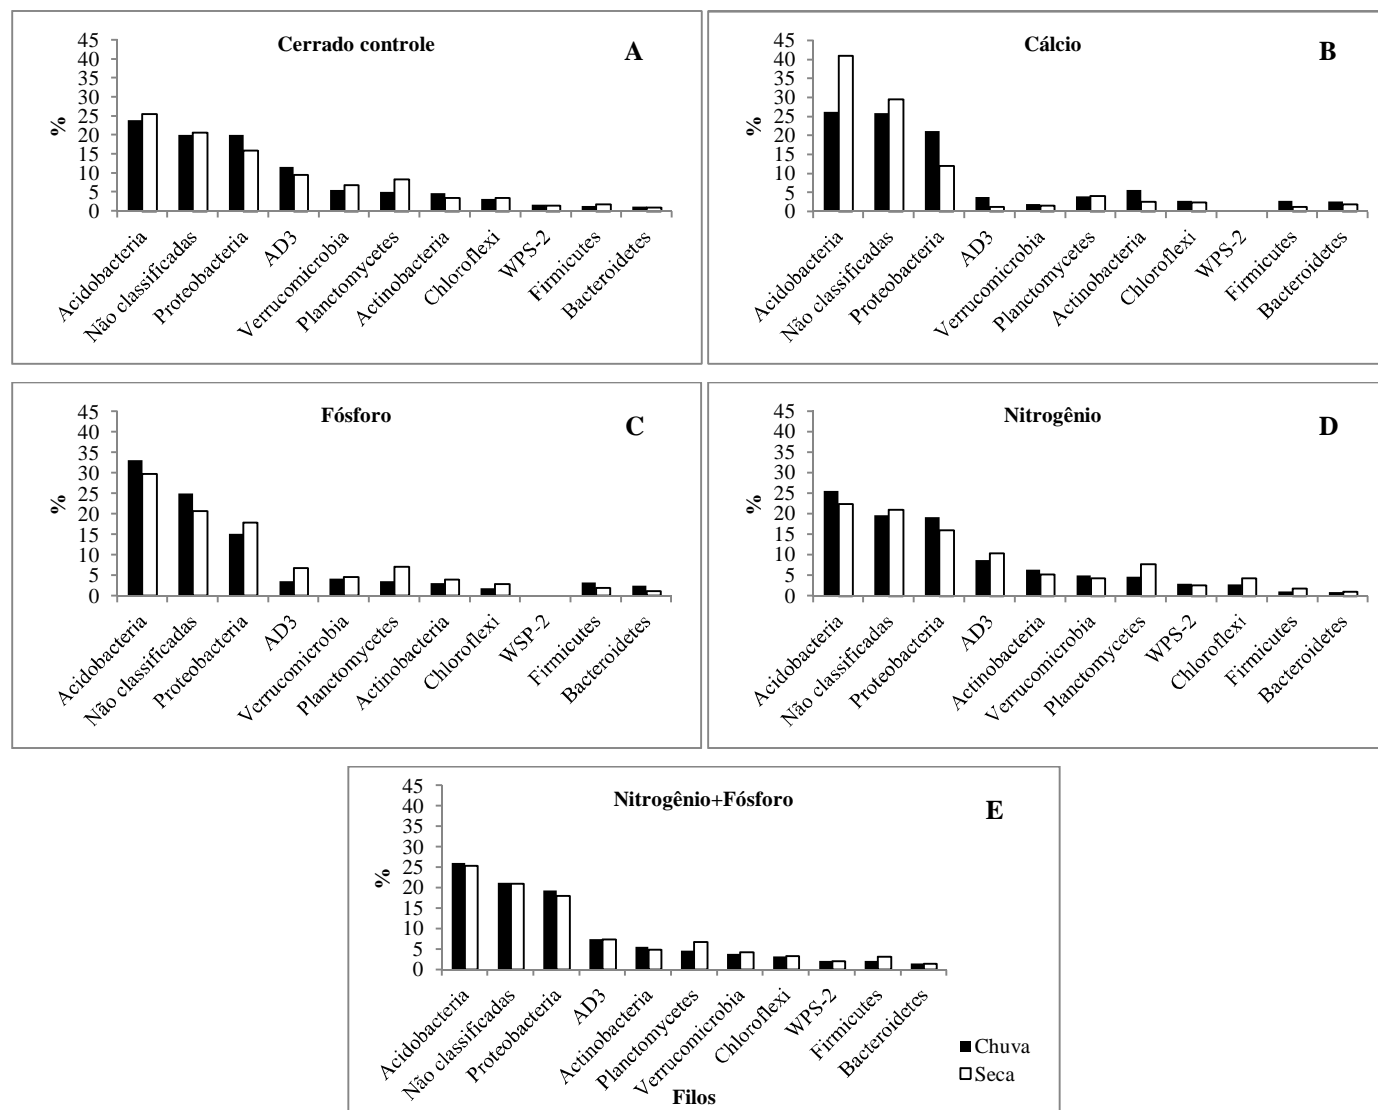 Cerrado controle
A
%
45
40
35
30
25
20
15
10
5
0
Acidobacteria
Não classificadas
Proteobacteria
AD3
Verrucomicrobia
Planctomycetes
Actinobacteria
Chloroflexi
WPS-2
Firmicutes
Bacteroidetes
Cálcio
B
%
45
40
35
30
25
20
15
10
5
0
Acidobacteria
Não classificadas
Proteobacteria
AD3
Verrucomicrobia
Planctomycetes
Actinobacteria
Chloroflexi
WPS-2
Firmicutes
Bacteroidetes
Fósforo
C
%
45
40
35
30
25
20
15
10
5
0
Acidobacteria
Não classificadas
Proteobacteria
AD3
Verrucomicrobia
Planctomycetes
Actinobacteria
Chloroflexi
WSP-2
Firmicutes
Bacteroidetes
Nitrogênio
D
%
45
40
35
30
25
20
15
10
5
0
Acidobacteria
Não classificadas
Proteobacteria
AD3
Actinobacteria
Verrucomicrobia
Planctomycetes
WPS-2
Chloroflexi
Firmicutes
Bacteroidetes
Nitrogênio+Fósforo
E
%
45
40
35
30
25
20
15
10
5
0
Acidobacteria
Não classificadas
Proteobacteria
AD3
Actinobacteria
Planctomycetes
Verrucomicrobia
Chloroflexi
WPS-2
Firmicutes
Bacteroidetes
Chuva
Seca
Filos